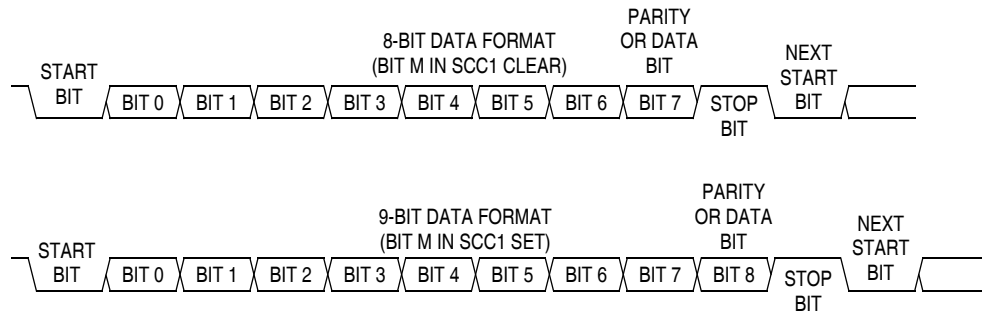 8-BIT DATA FORMAT
(BIT M IN SCC1 CLEAR)
PARITY
OR DATA
BIT
START
BIT
BIT 0
BIT 1
BIT 2
BIT 3
BIT 4
BIT 5
BIT 6
BIT 7
STOP
BIT
NEXT
START
BIT
9-BIT DATA FORMAT
(BIT M IN SCC1 SET)
PARITY
OR DATA
BIT
START
BIT
BIT 0
BIT 1
BIT 2
BIT 3
BIT 4
BIT 5
BIT 6
BIT 7
BIT 8
STOP
BIT
NEXT
START
BIT